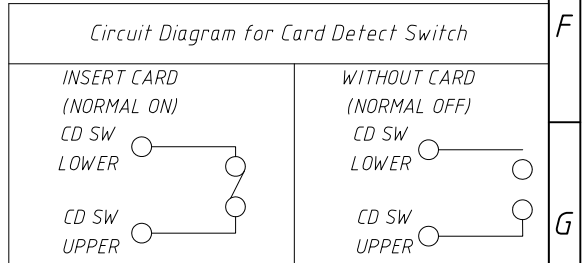 Circuit Diagram for Card Detect Switch
INSERT CARD
(NORMAL ON)
CD SW
LOWER
CD SW
UPPER
WITHOUT CARD
(NORMAL OFF)
CD SW
LOWER
CD SW
UPPER
F
G